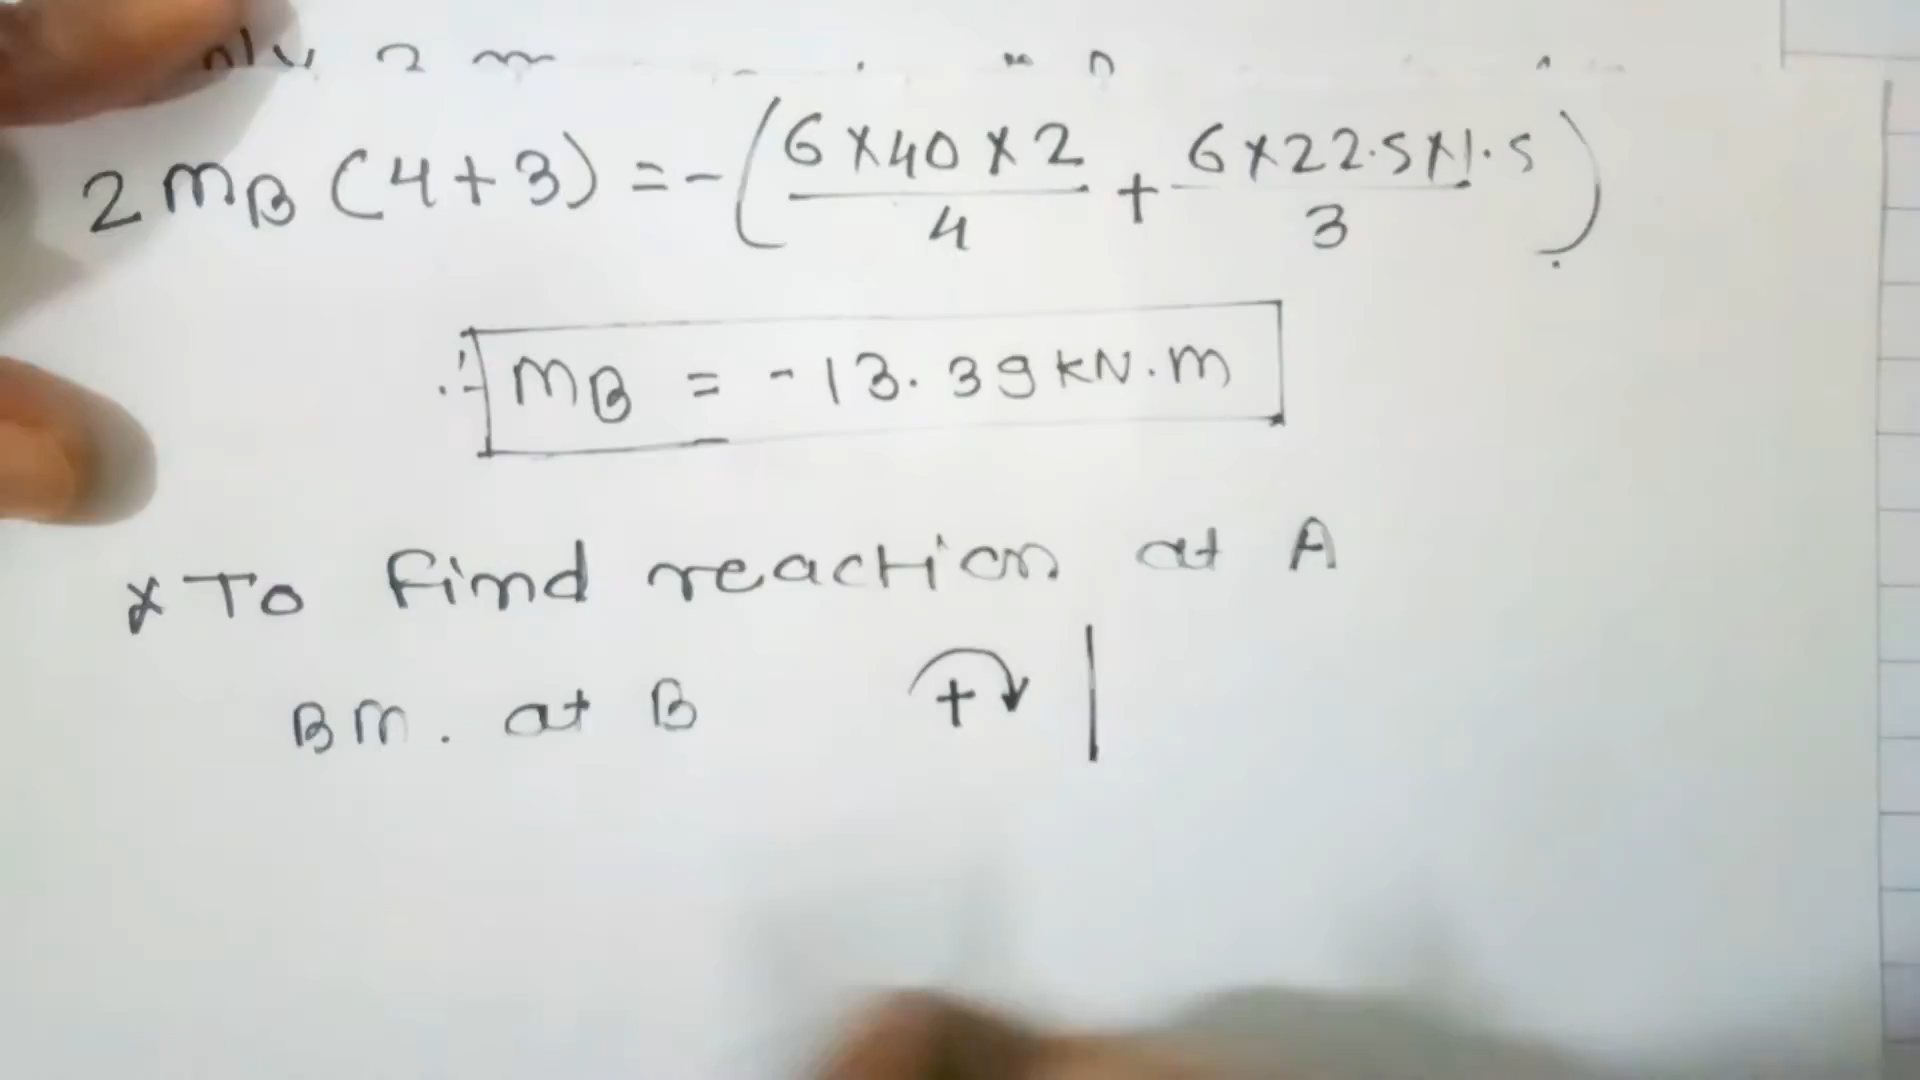 2 MB (4+3) = -(6×40×2/4 + 6×22.5×1.5/3)
∴ MB = -13.39 kN.m
* To find reaction at A
BM. at B +